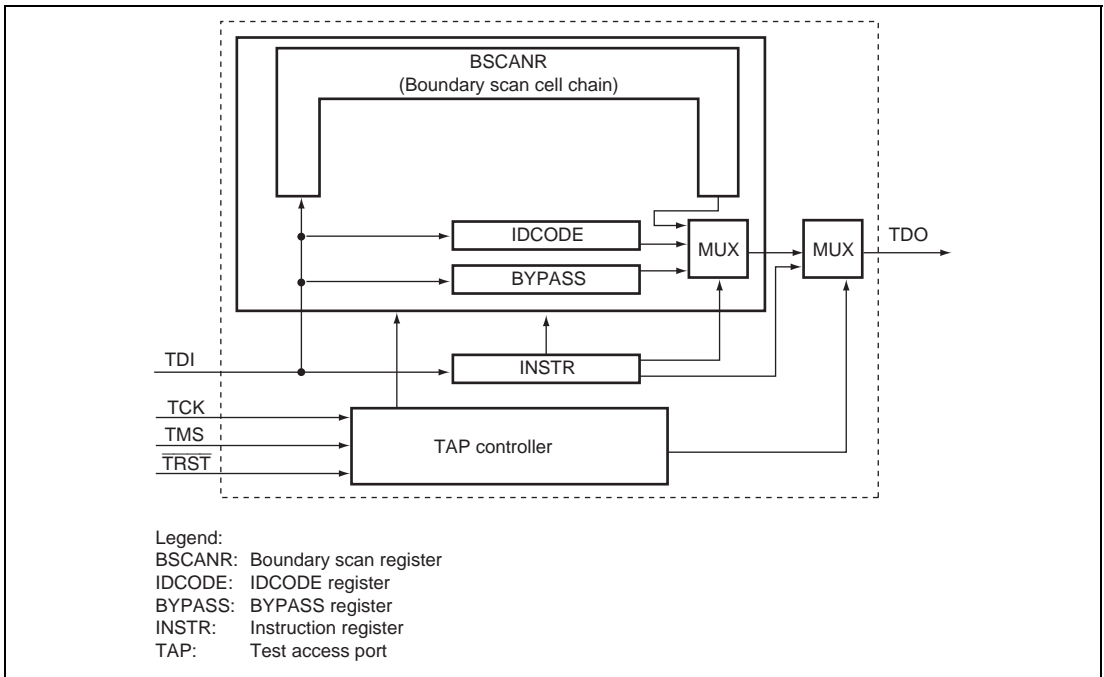 BSCANR
(Boundary scan cell chain)
IDCODE
BYPASS
MUX
MUX
TDO
TDI
INSTR
TCK
TMS
TRST
TAP controller
Legend:
BSCANR: Boundary scan register
IDCODE: IDCODE register
BYPASS: BYPASS register
INSTR: Instruction register
TAP: Test access port